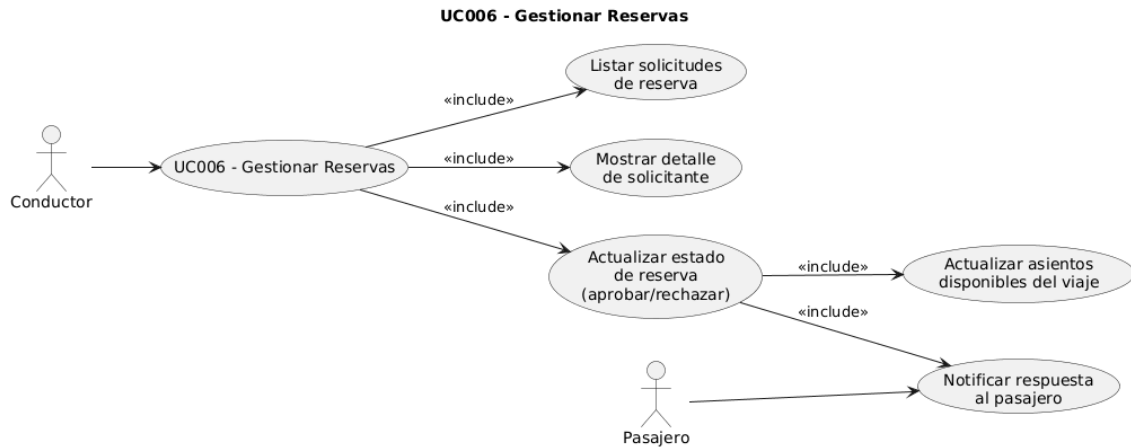 UC006 - Gestionar Reservas
Listar solicitudes
de reserva
«include»
Conductor
UC006 - Gestionar Reservas
«include»
Mostrar detalle
de solicitante
«include»
Actualizar estado
de reserva
(aprobar/rechazar)
«include»
Actualizar asientos
disponibles del viaje
«include»
Pasajero
Notificar respuesta
al pasajero